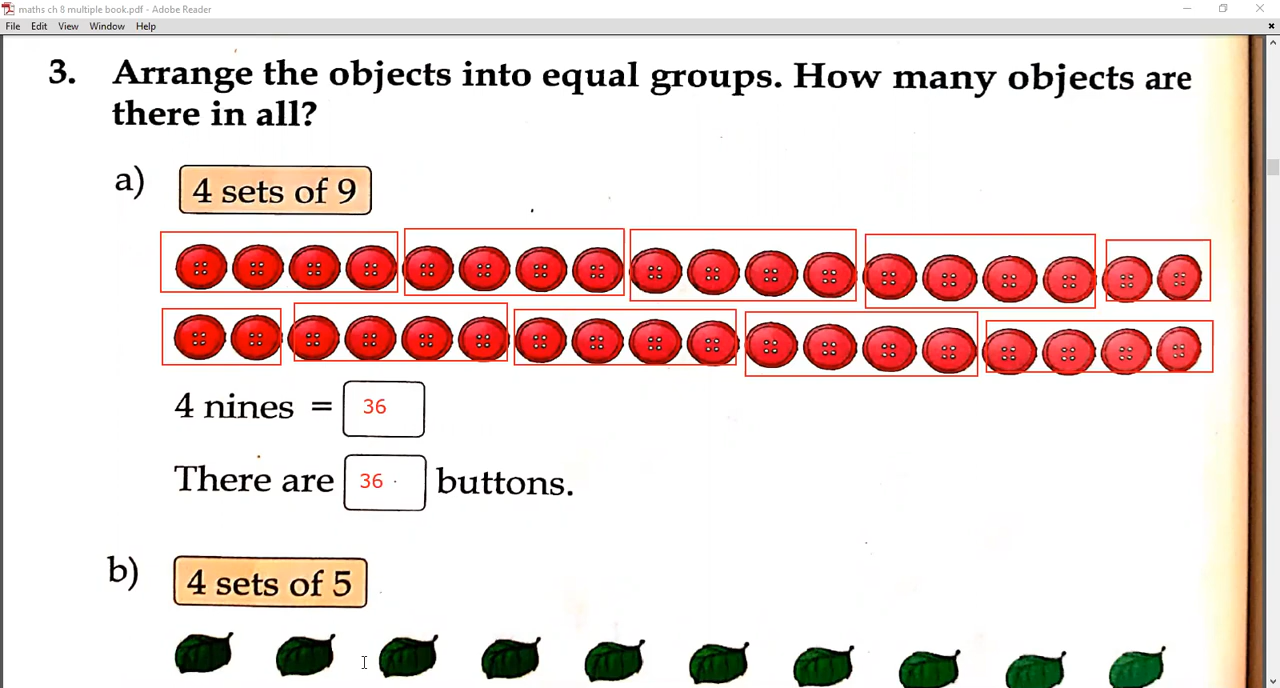 maths ch 8 multiple book.pdf - Adobe Reader
File Edit View Window Help
3. Arrange the objects into equal groups. How many objects are
there in all?
a) 4 sets of 9
4 nines = 36
There are 36 buttons.
b) 4 sets of 5